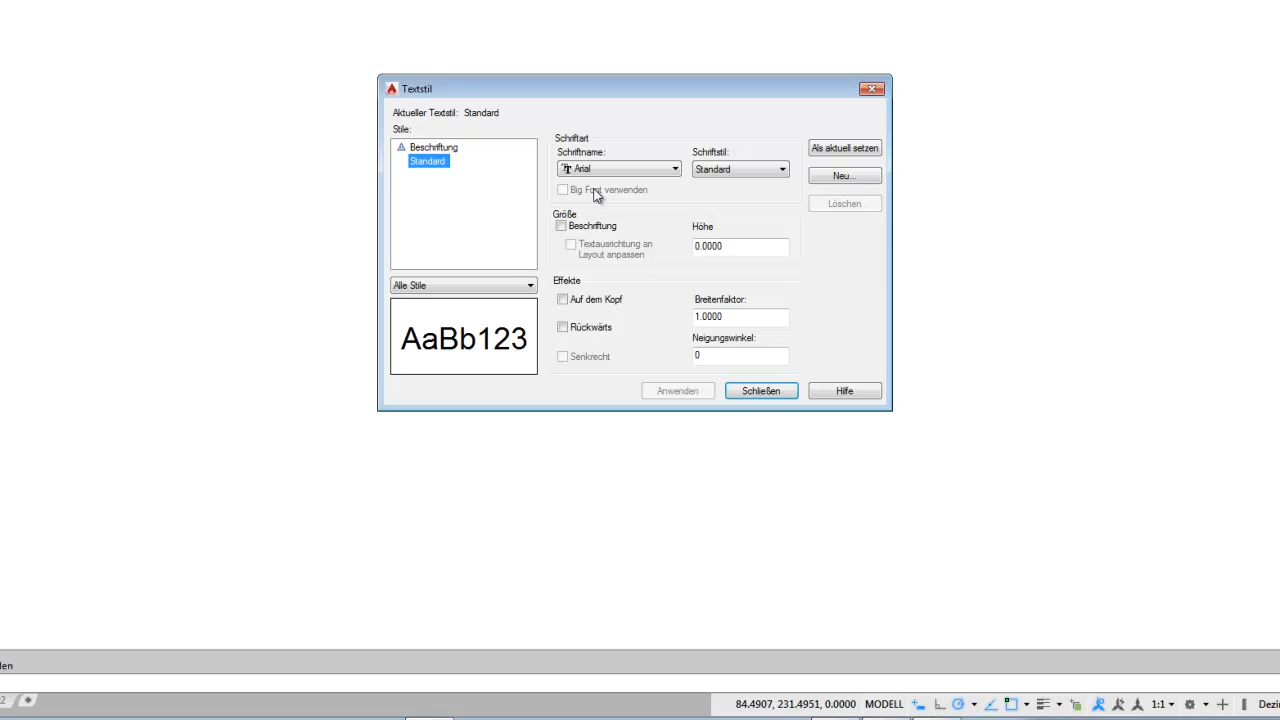 Textstil
Aktueller Textstil: Standard
Stile:
Beschriftung
Standard
Alle Stile
AaBb123
Schriftart
Schriftname:
Schriftstil:
Arial
Standard
Big Font verwenden
Größe
Beschriftung
Höhe
Textausrichtung an
Layout anpassen
0.0000
Effekte
Auf dem Kopf
Breitenfaktor:
1.0000
Rückwärts
Neigungswinkel:
Senkrecht
0
Als aktuell setzen
Neu...
Löschen
Anwenden
Schließen
Hilfe
84.4907, 231.4951, 0.0000 MODELL
1:1